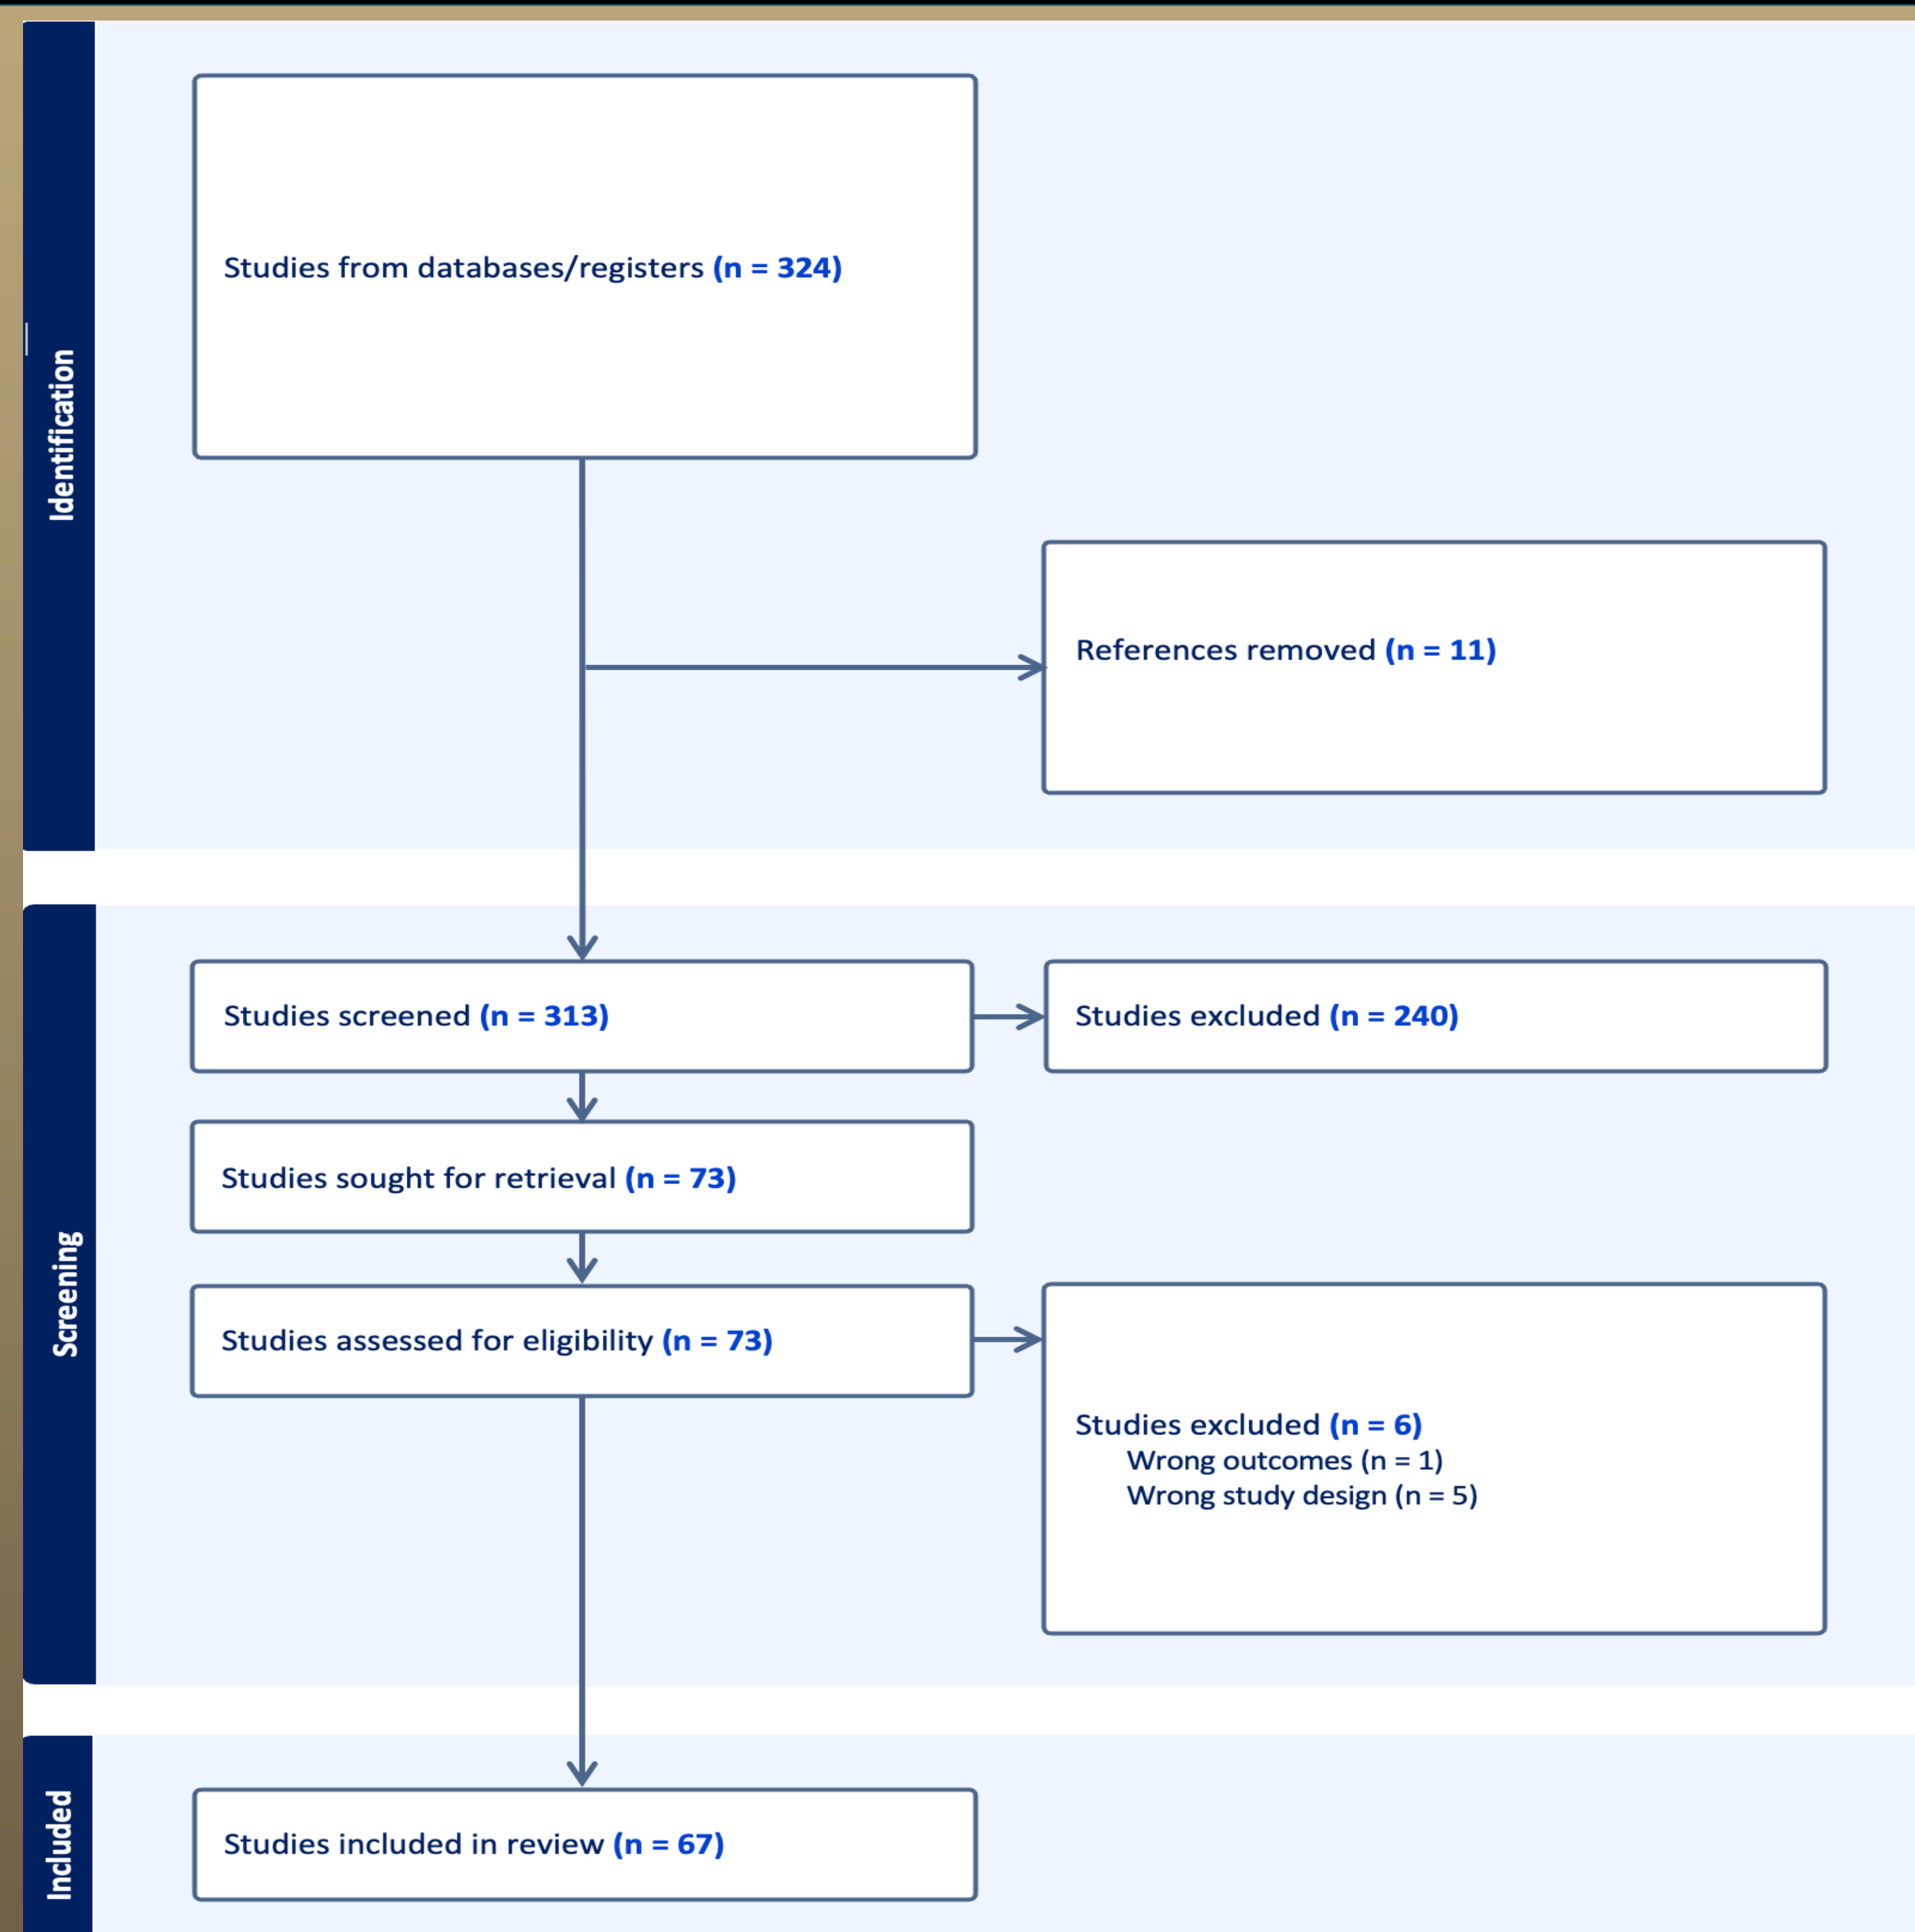 Identification
Studies from databases/registers (n = 324)
References removed (n = 11)
Screening
Studies screened (n = 313)
Studies excluded (n = 240)
Studies sought for retrieval (n = 73)
Studies assessed for eligibility (n = 73)
Studies excluded (n = 6)
Wrong outcomes (n = 1)
Wrong study design (n = 5)
Included
Studies included in review (n = 67)